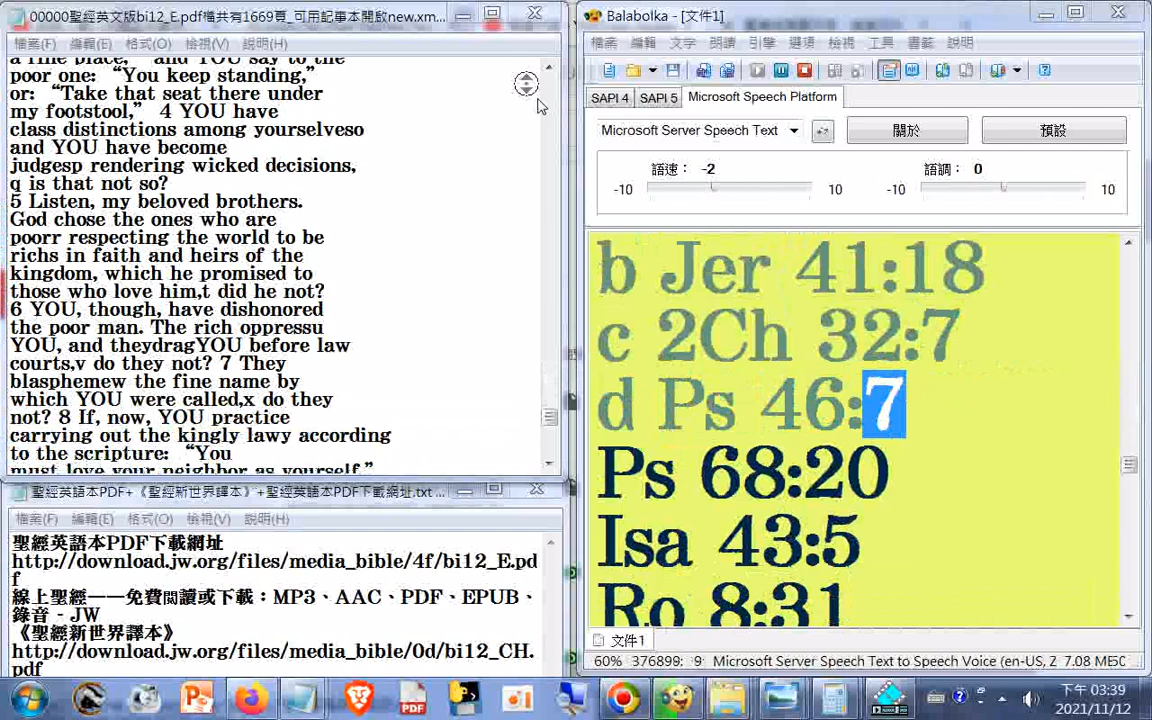 00000聖經英文版bi12_E.pdf檔共有1669頁_可用記事本開啟new.xm...
檔案(F) 編輯(E) 格式(O) 檢視(V) 說明(H)
a fine place,” and YOU say to the
poor one: “You keep standing,”
or: “Take that seat there under
my footstool,” 4 YOU have
class distinctions among yourselveso
and YOU have become
judgesp rendering wicked decisions,
q is that not so?
5 Listen, my beloved brothers.
God chose the ones who are
poorr respecting the world to be
richs in faith and heirs of the
kingdom, which he promised to
those who love him,t did he not?
6 YOU, though, have dishonored
the poor man. The rich oppressu
YOU, and theydragYOU before law
courts,v do they not? 7 They
blasphemew the fine name by
which YOU were called,x do they
not? 8 If, now, YOU practice
carrying out the kingly lawy according
to the scripture: “You
must love your neighbor as yourself,”
聖經英語本PDF+《聖經新世界譯本》+聖經英語本PDF下載網址.txt ...
檔案(F) 編輯(E) 格式(O) 檢視(V) 說明(H)
聖經英語本PDF下載網址
http://download.jw.org/files/media_bible/4f/bi12_E.pd
f
線上聖經——免費閱讀或下載：MP3、AAC、PDF、EPUB、
錄音 - JW
《聖經新世界譯本》
http://download.jw.org/files/media_bible/0d/bi12_CH.
pdf
Balabolka - [文件1]
檔案 編輯 文字 朗讀 引擎 選項 檢視 工具 書籤 說明
SAPI 4 SAPI 5 Microsoft Speech Platform
Microsoft Server Speech Text 關於 預設
語速： -2 語調： 0
-10 10 -10 10
b Jer 41:18
c 2Ch 32:7
d Ps 46:7
Ps 68:20
Isa 43:5
Ro 8:31
文件1
60% 376899: 9 Microsoft Server Speech Text to Speech Voice (en-US, 2 7.08 ME50
下午 03:39
2021/11/12